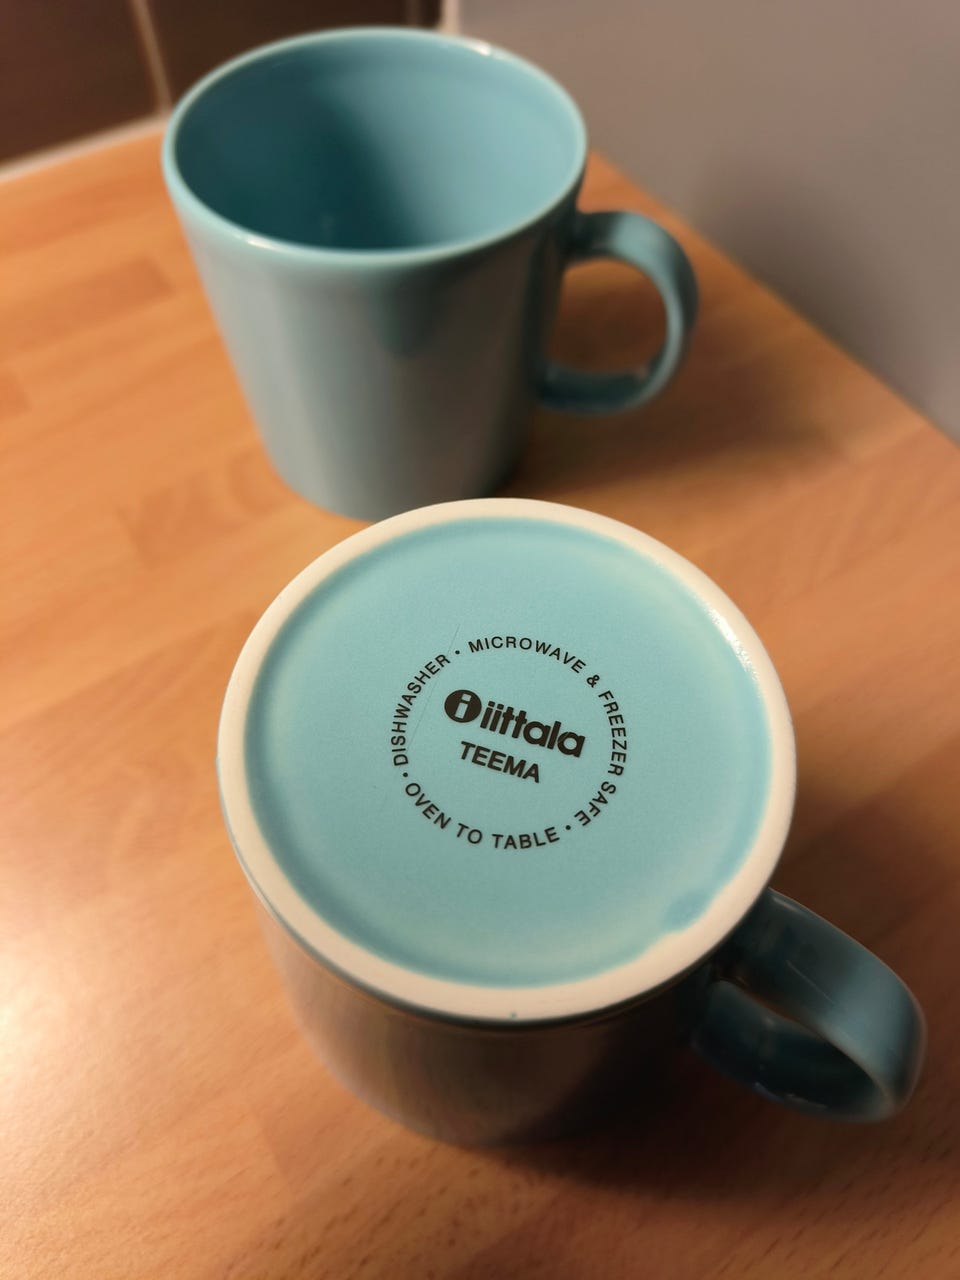 DISHWASHER • MICROWAVE & FREEZER SAFE • OVEN TO TABLE •
i iittala
TEEMA